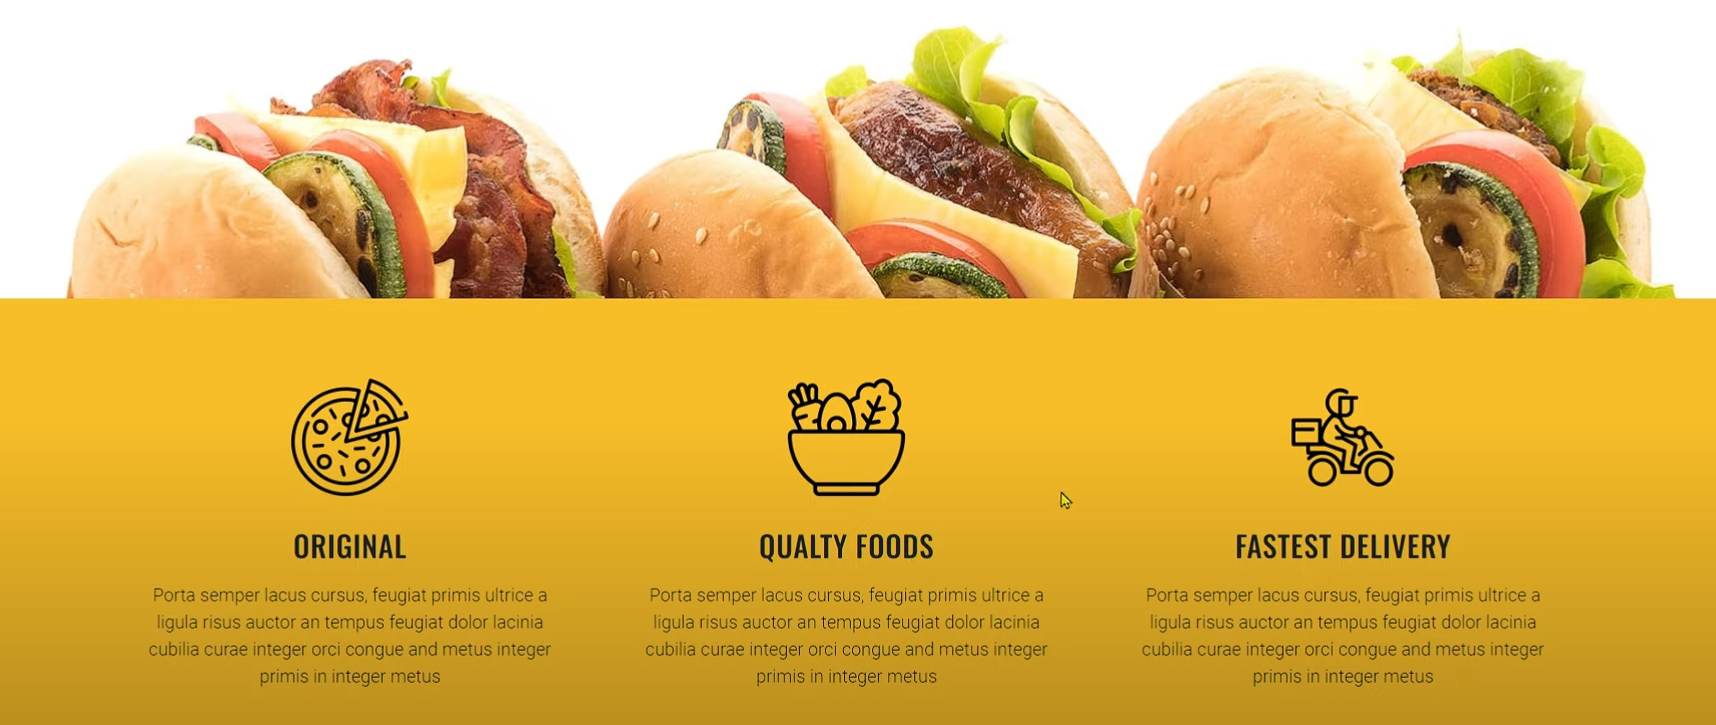 ORIGINAL
Porta semper lacus cursus, feugiat primis ultrice a
ligula risus auctor an tempus feugiat dolor lacinia
cubilia curae integer orci congue and metus integer
primis in integer metus
QUALTY FOODS
Porta semper lacus cursus, feugiat primis ultrice a
ligula risus auctor an tempus feugiat dolor lacinia
cubilia curae integer orci congue and metus integer
primis in integer metus
FASTEST DELIVERY
Porta semper lacus cursus, feugiat primis ultrice a
ligula risus auctor an tempus feugiat dolor lacinia
cubilia curae integer orci congue and metus integer
primis in integer metus